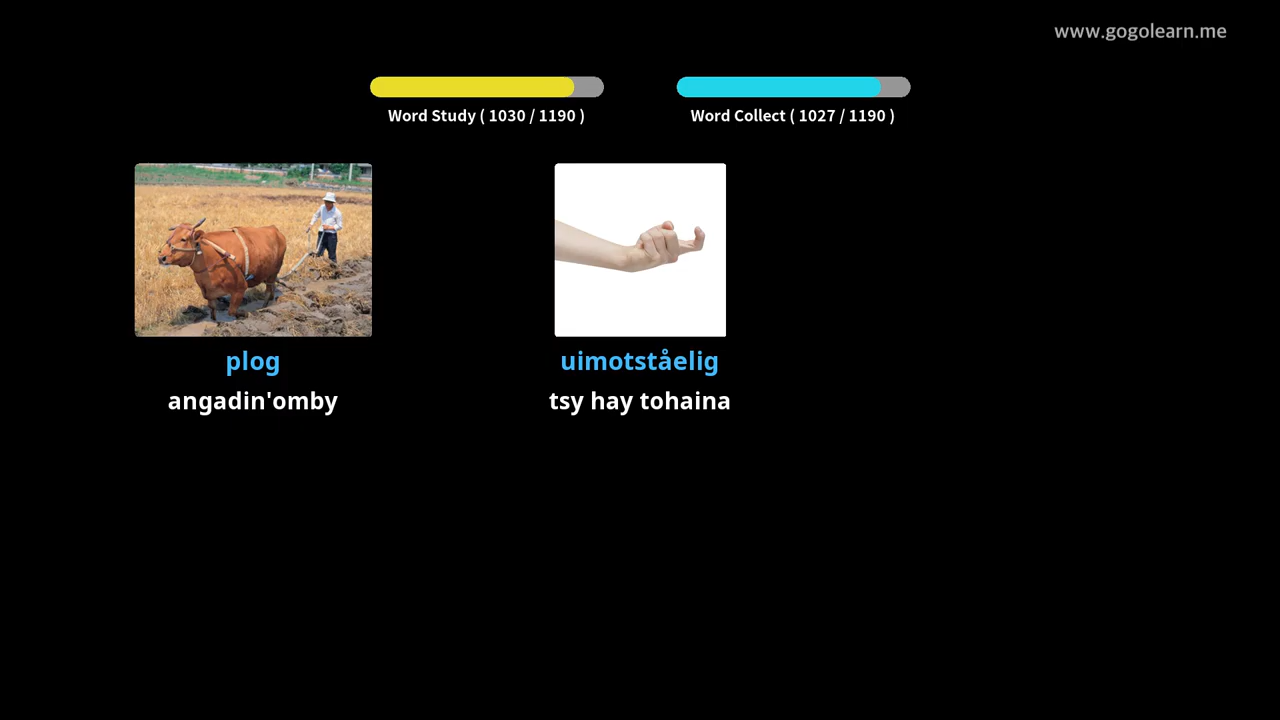 www.gogolearn.me
Word Study ( 1030 / 1190 )
Word Collect ( 1027 / 1190 )
plog
angadin'omby
uimotståelig
tsy hay tohaina